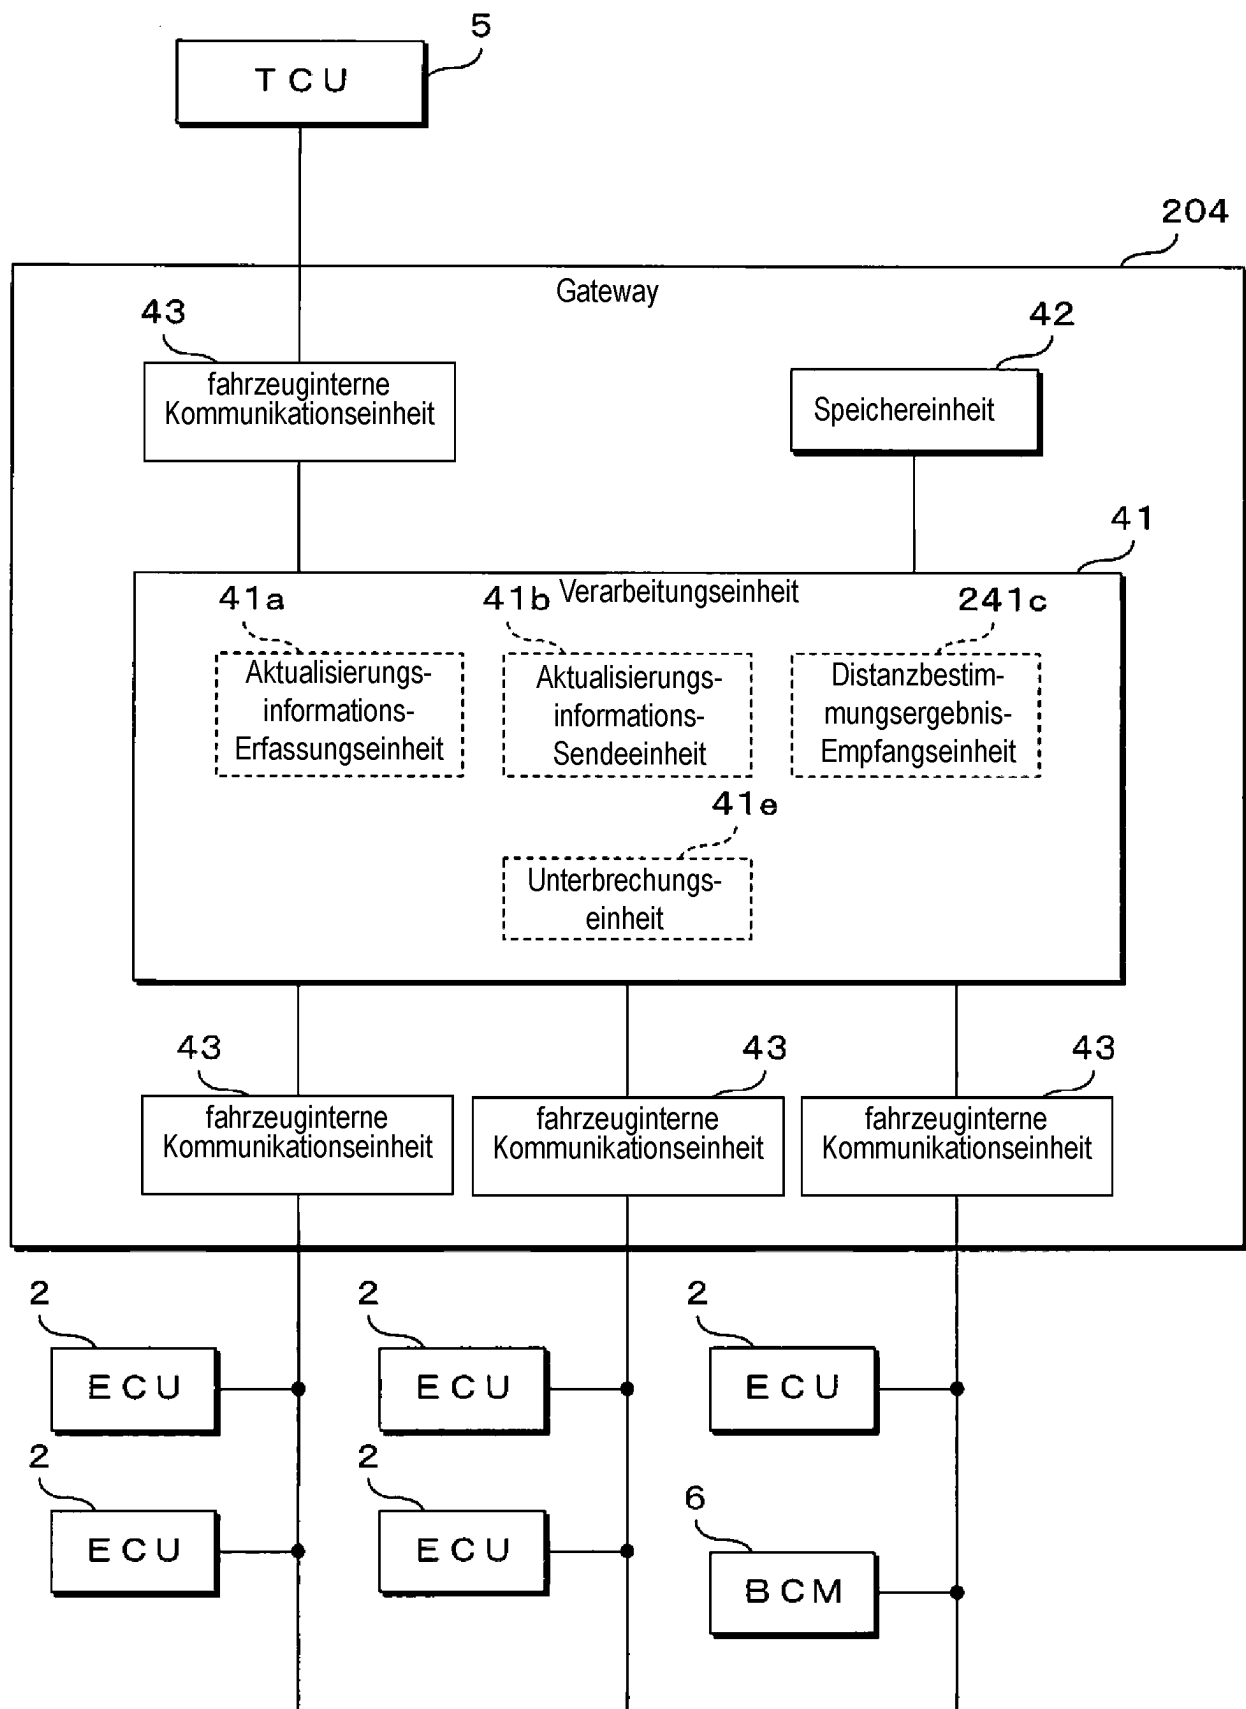 5
TCU
204
Gateway
43
42
fahrzeuginterne
Kommunikationseinheit
Speichereinheit
41
Verarbeitungseinheit
41a
41b
241c
Aktualisierungs-
informations-
Erfassungseinheit
Aktualisierungs-
informations-
Sendeeinheit
Distanzbestim-
mungsergebnis-
Empfangseinheit
41e
Unterbrechungs-
einheit
43
43
43
fahrzeuginterne
Kommunikationseinheit
fahrzeuginterne
Kommunikationseinheit
fahrzeuginterne
Kommunikationseinheit
2
2
2
ECU
ECU
ECU
2
2
6
ECU
ECU
BCM